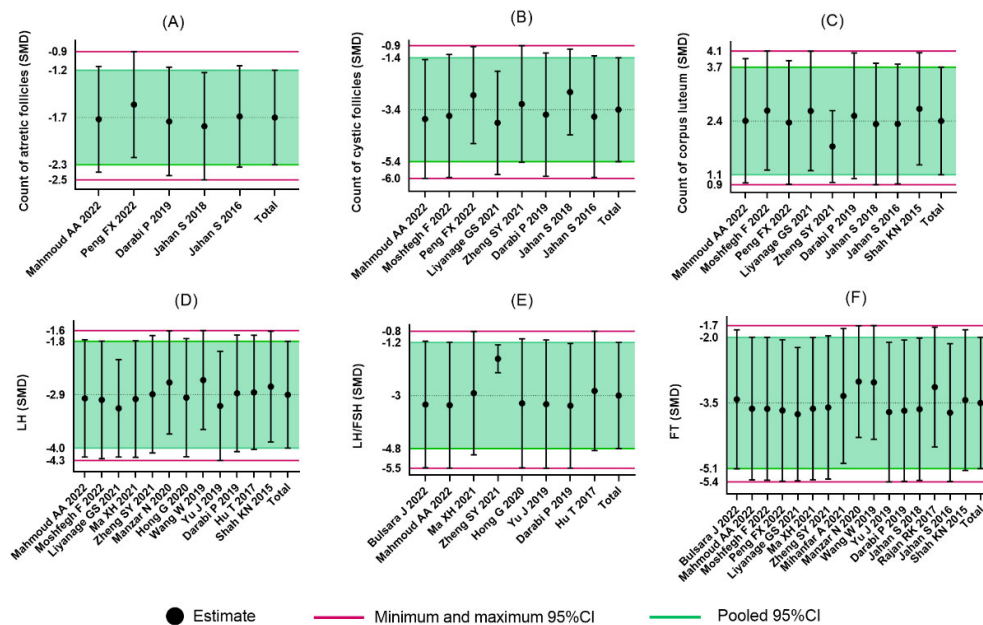 (A)
Count of atretic follicles (SMD)
-0.9
-1.2
-1.7
-2.3
-2.5
Mahmoud AA 2022
Peng FX 2022
Darabi P 2019
Jahan S 2018
Jahan S 2016
Total
(B)
Count of cystic follicles (SMD)
-0.9
-1.4
-3.4
-5.4
-6.0
Mahmoud AA 2022
Moshfegh F 2022
Peng FX 2022
Liyanage GS 2021
Zheng SY 2021
Darabi P 2019
Jahan S 2018
Jahan S 2016
Total
(C)
Count of corpus luteum (SMD)
4.1
3.7
2.4
1.1
0.9
Mahmoud AA 2022
Moshfegh F 2022
Peng FX 2022
Liyanage GS 2021
Zheng SY 2021
Darabi P 2019
Jahan S 2018
Jahan S 2016
Shah KN 2015
Total
(D)
LH (SMD)
-1.6
-1.8
-2.9
-4.0
-4.3
Mahmoud AA 2022
Moshfegh F 2022
Liyanage GS 2021
Ma XH 2021
Zheng SY 2021
Manzar N 2020
Hong G 2020
Wang W 2019
Yu J 2019
Darabi P 2019
Hu T 2017
Shah KN 2015
Total
(E)
LH/FSH (SMD)
-0.8
-1.2
-3
-4.8
-5.5
Bulsara J 2022
Mahmoud AA 2022
Ma XH 2021
Zheng SY 2021
Hong G 2020
Yu J 2019
Darabi P 2019
Hu T 2017
Total
(F)
FT (SMD)
-1.7
-2.0
-3.5
-5.1
-5.4
Bulsara J 2022
Mahmoud AA 2022
Moshfegh F 2022
Peng FX 2022
Liyanage GS 2021
Ma XH 2021
Zheng SY 2021
Mihanfar A 2020
Manzar N 2020
Wang W 2019
Yu J 2019
Darabi P 2019
Jahan S 2018
Rajan RK 2017
Jahan S 2016
Shah KN 2015
Total
Estimate
Minimum and maximum 95%CI
Pooled 95%CI